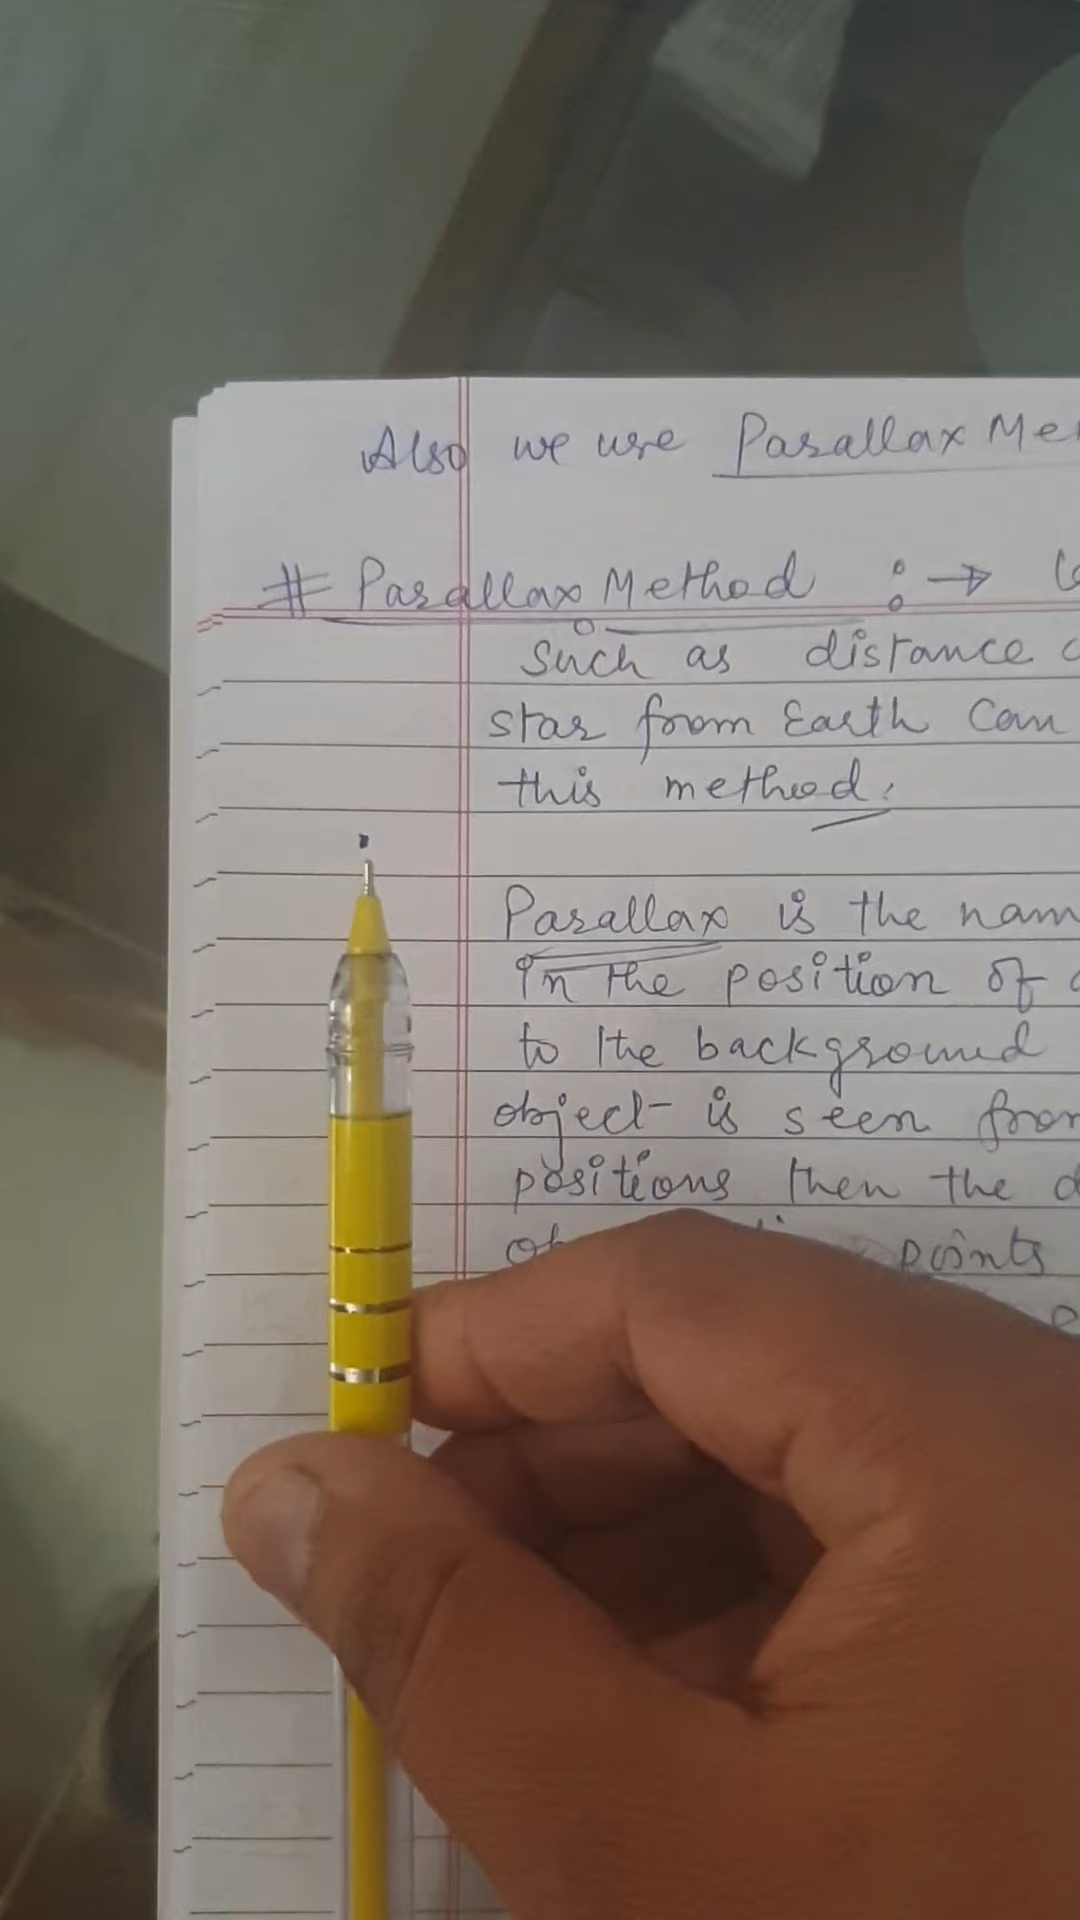 Also we use Parallax Me
# Parallax Method :→
such as distance
star from Earth Can
this method.
Parallax is the nam
in the position of
to the background
object is seen from
positions then the
points